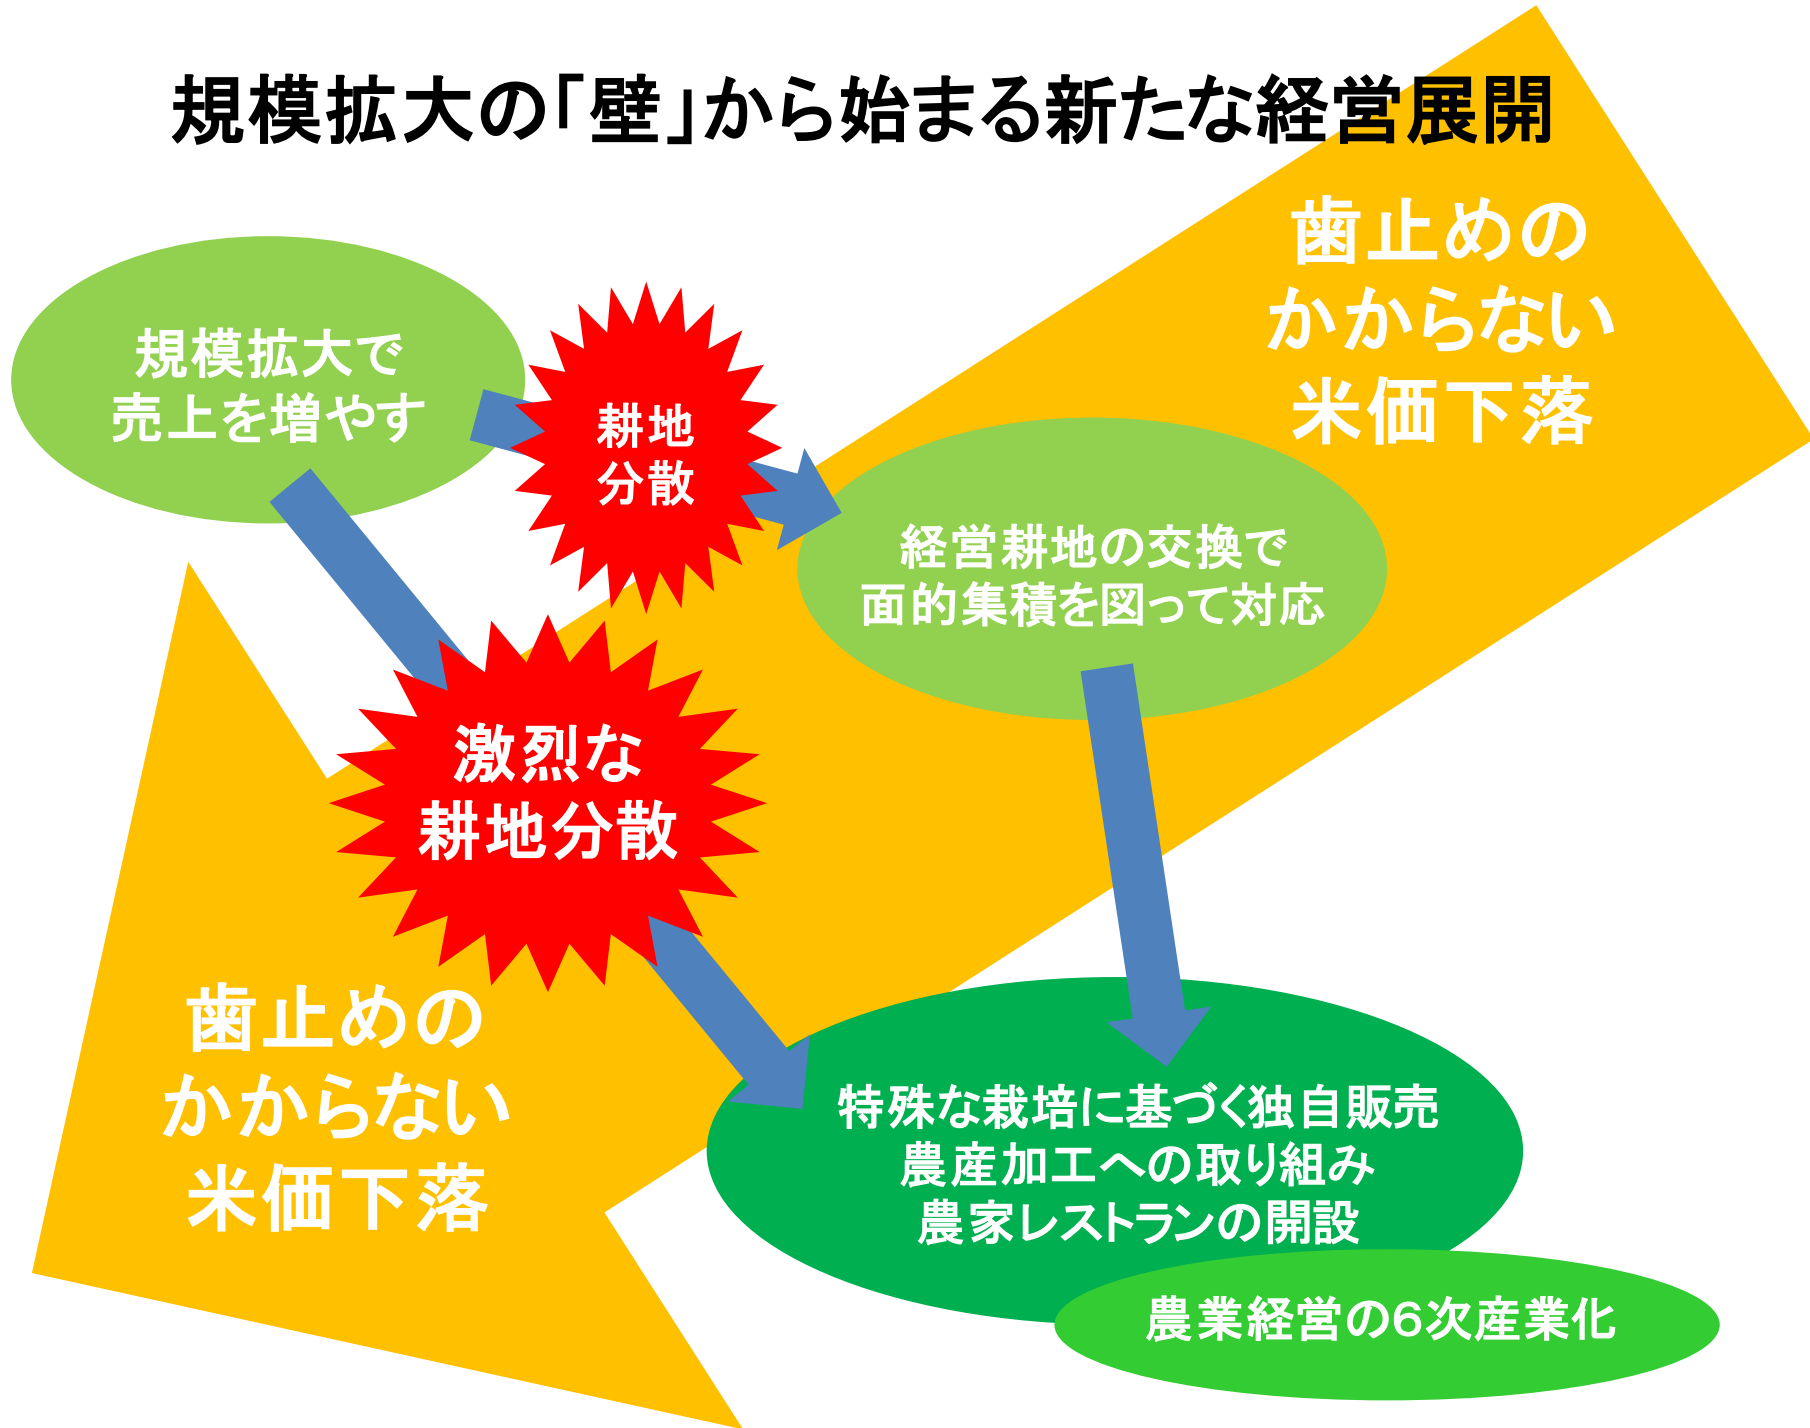 規模拡大の「壁」から始まる新たな経営展開
歯止めの
かからない
米価下落
規模拡大で
売上を増やす
耕地
分散
経営耕地の交換で
面的集積を図って対応
激烈な
耕地分散
歯止めの
かからない
米価下落
特殊な栽培に基づく独自販売
農産加工への取り組み
農家レストランの開設
農業経営の６次産業化